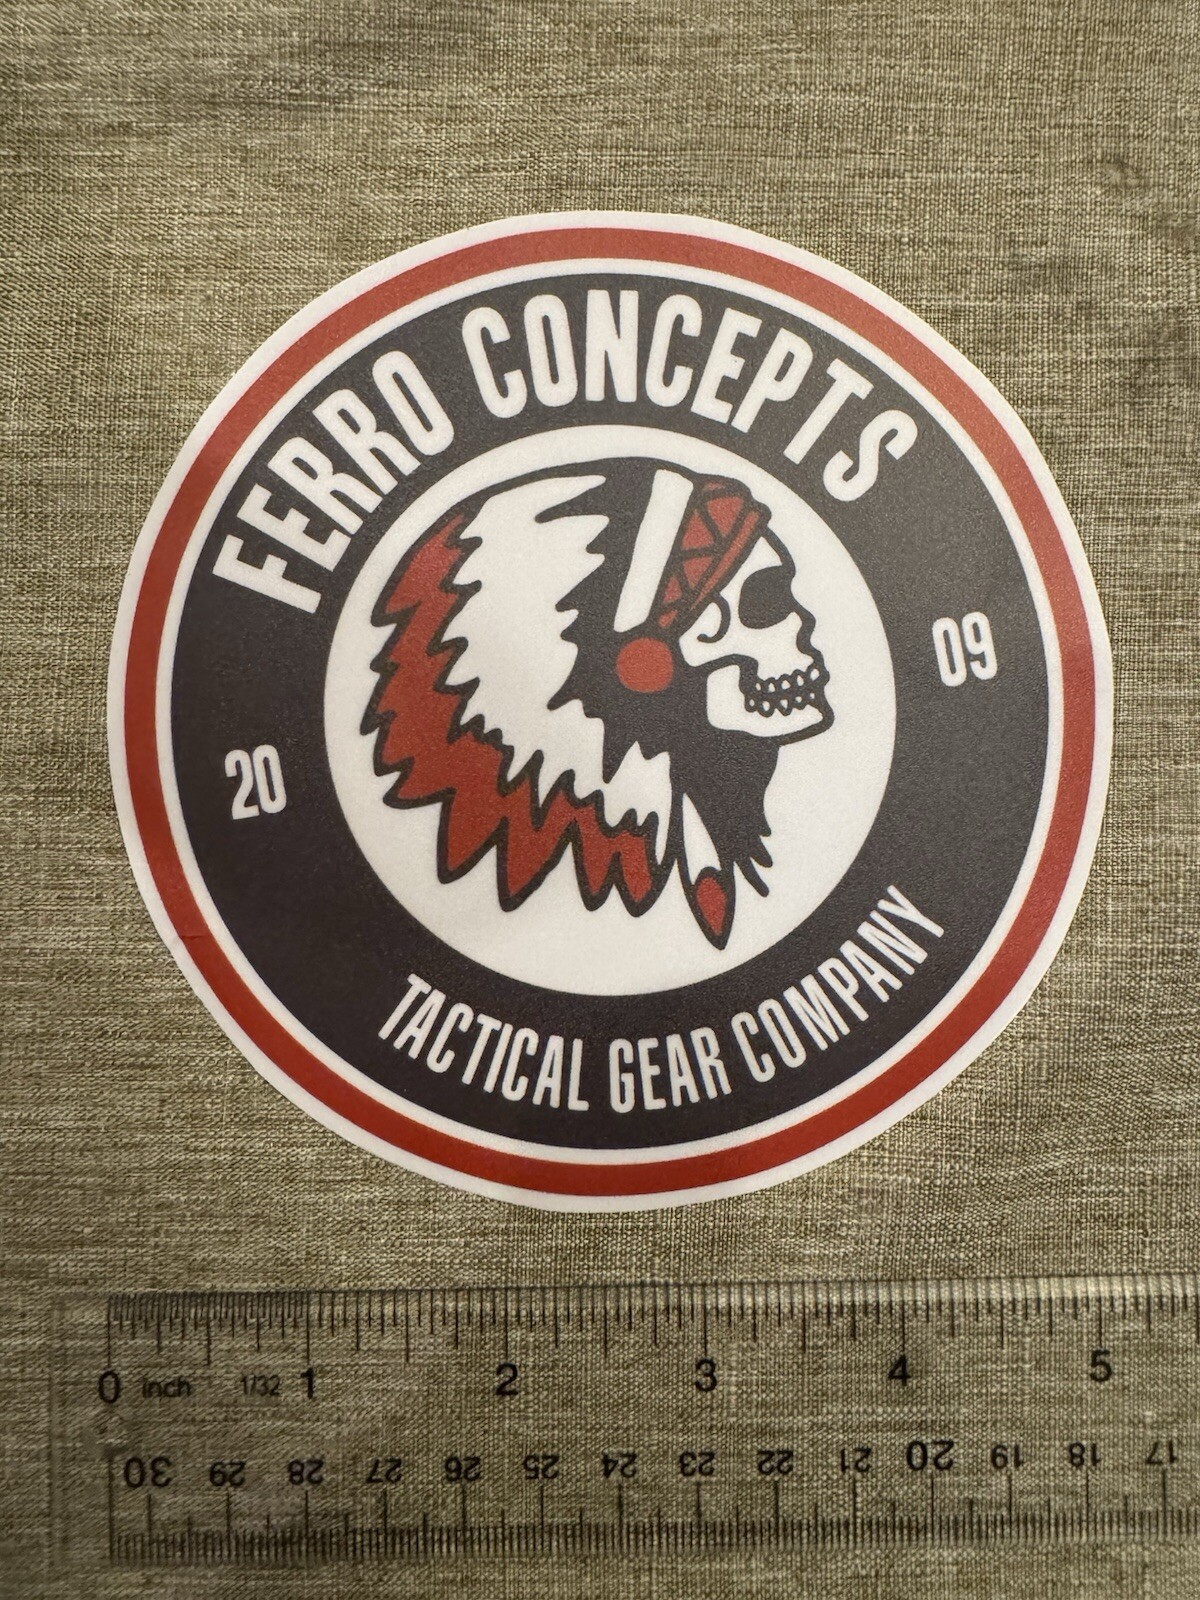 FERRO CONCEPTS
20 09
TACTICAL GEAR COMPANY
0 inch 1/32 1 2 3 4 5
30 29 28 27 26 25 24 23 22 21 20 19 18 17